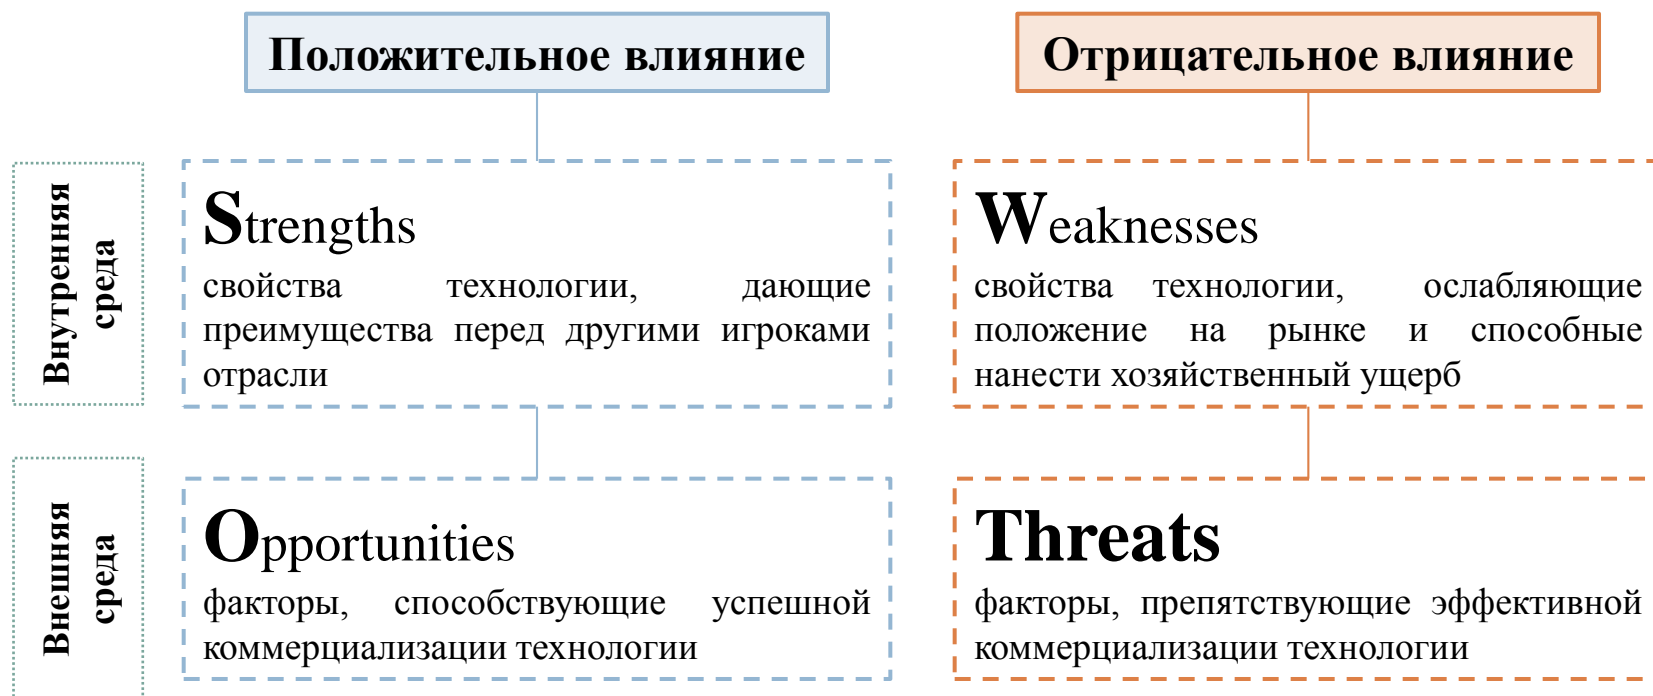 Положительное влияние
Отрицательное влияние
Внутренняя
среда
Strengths
свойства технологии, дающие
преимущества перед другими игроками
отрасли
Weaknesses
свойства технологии, ослабляющие
положение на рынке и способные
нанести хозяйственный ущерб
Внешняя
среда
Opportunities
факторы, способствующие успешной
коммерциализации технологии
Threats
факторы, препятствующие эффективной
коммерциализации технологии